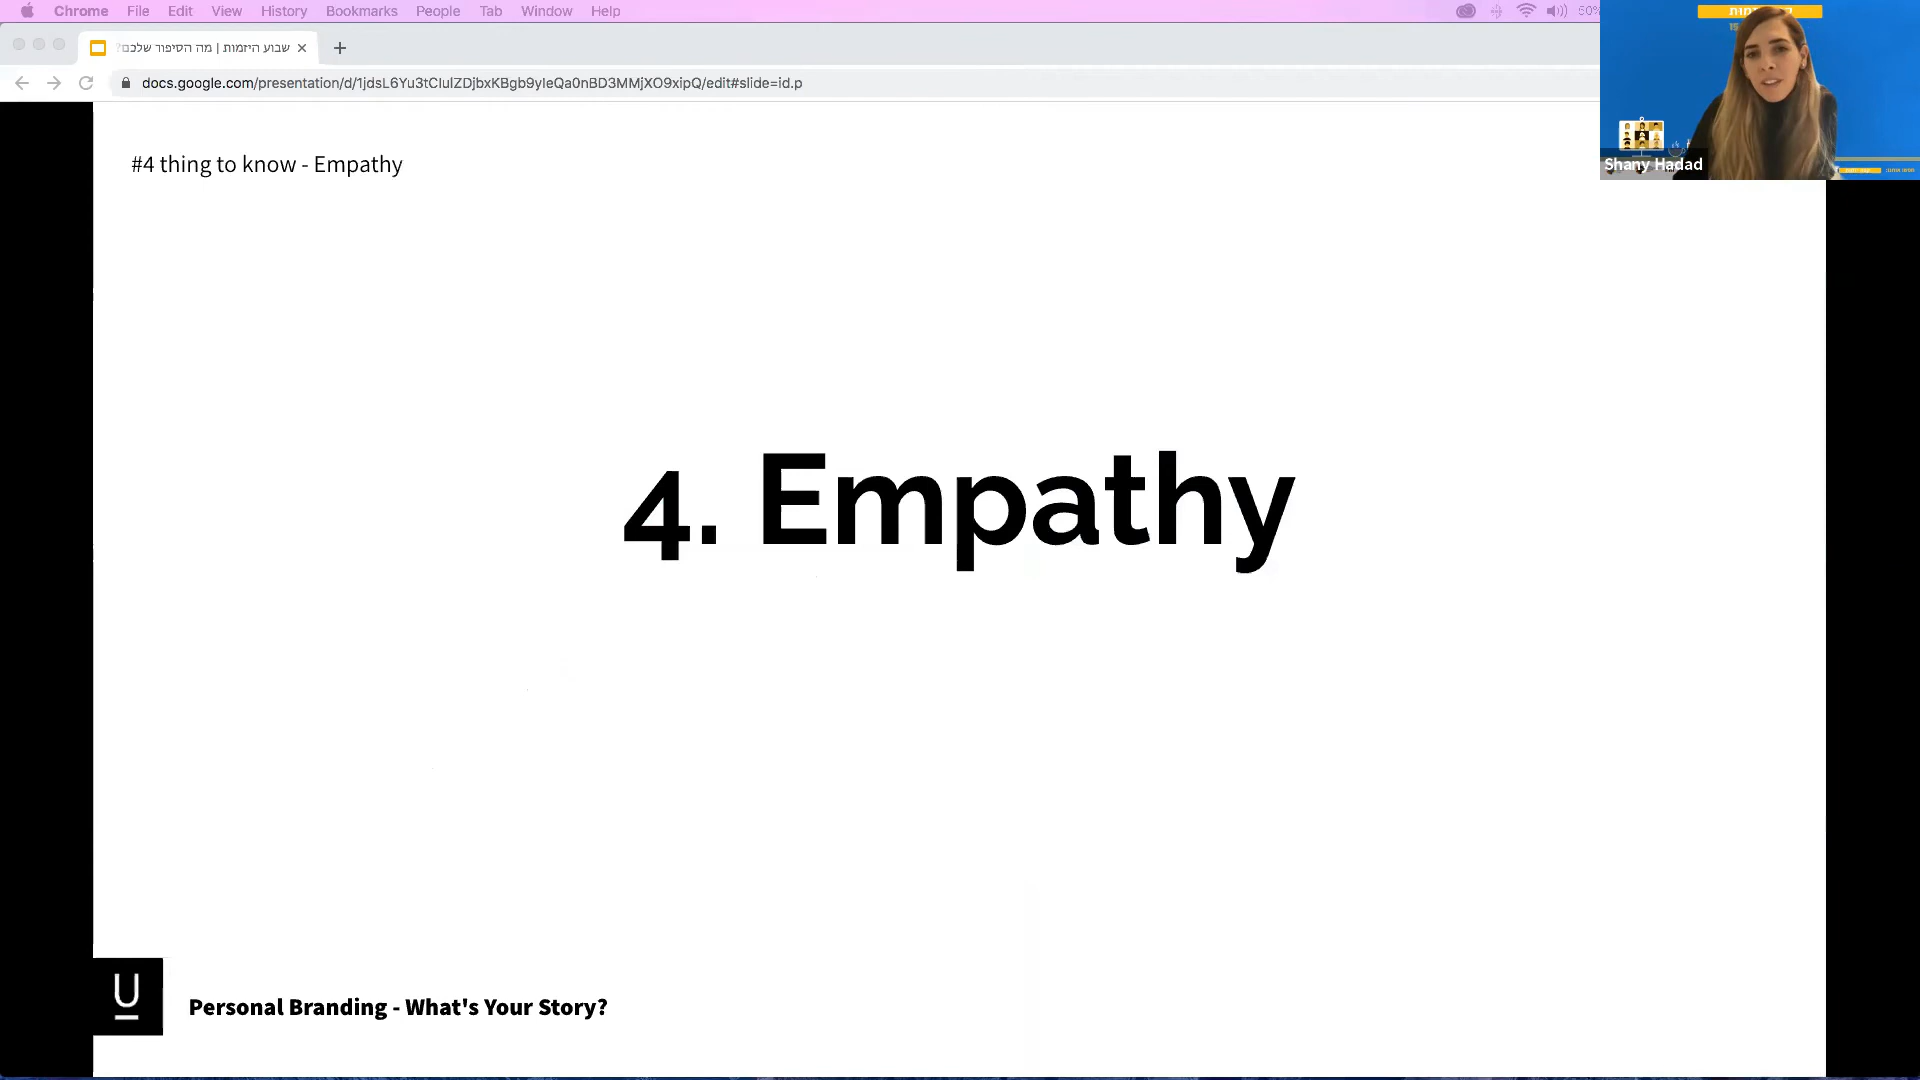 Chrome File Edit View History Bookmarks People Tab Window Help
50%
שבוע היזמות | מה הסיפור שלכם?
docs.google.com/presentation/d/1jdsL6Yu3tCIulZDjbxKBgb9yIeQa0nBD3MMjXO9xipQ/edit#slide=id.p
Shany Hadad
#4 thing to know - Empathy
4. Empathy
U
Personal Branding - What's Your Story?